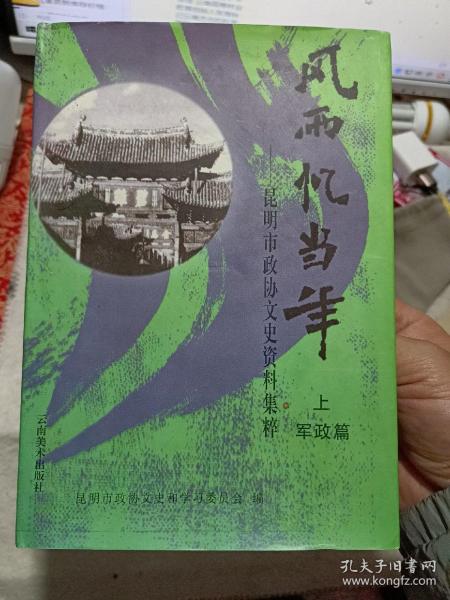 风雨忆当年
——昆明市政协文史资料集粹·
上
军政篇
云南美术出版社
昆明市政协文史和学习委员会 编
孔夫子旧书网
www.kongfz.com